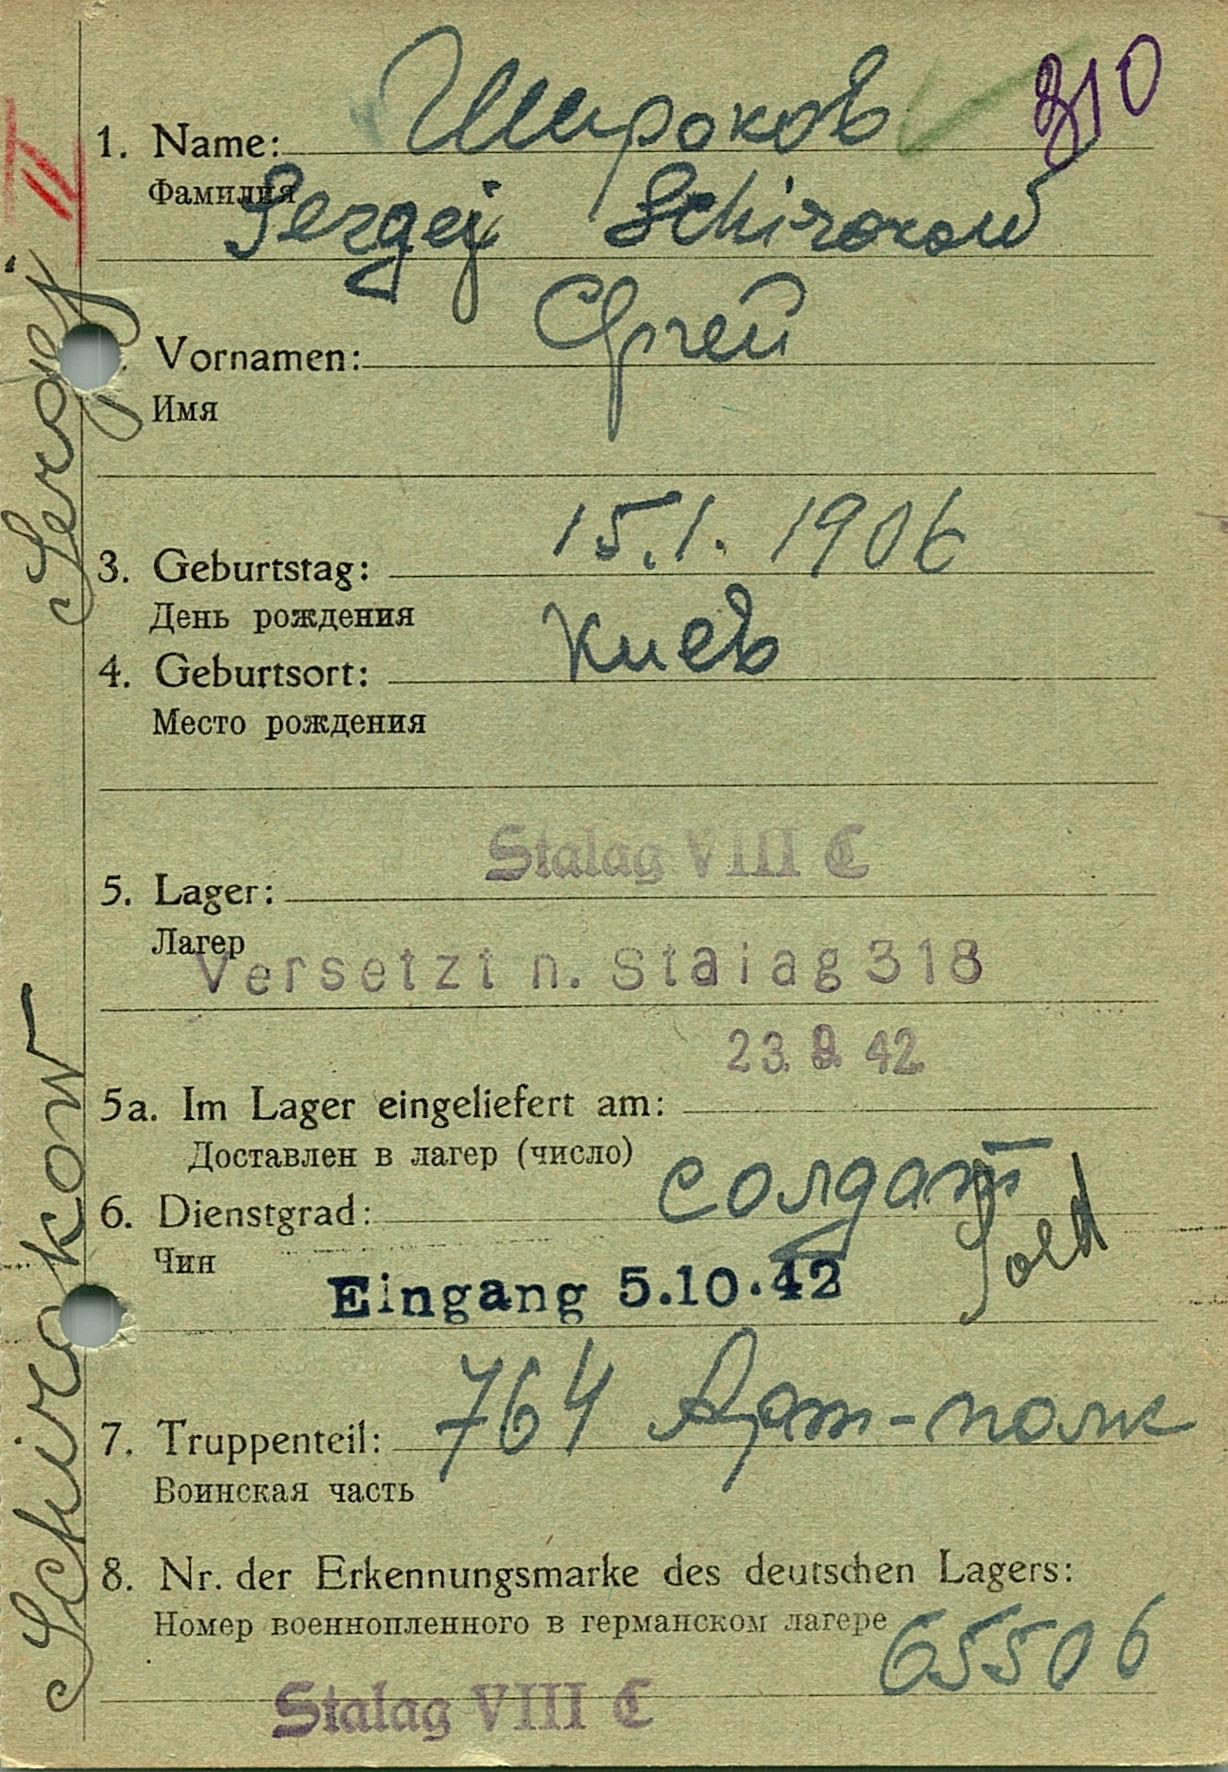 310
1. Name: Широков
Фамилия
Sergej Schirokow
Vornamen: Сергей
Имя
3. Geburtstag: 15.1.1906
День рождения
4. Geburtsort: Киев
Место рождения
Stalag VIII C
5. Lager:
Лагер
Versetzt n. Stalag 318
23. 9. 42
5a. Im Lager eingeliefert am:
Доставлен в лагер (число)
6. Dienstgrad: солдат
Чин
Sold
Eingang 5.10.42
7. Truppenteil: 764 Арт-полк
Воинская часть
8. Nr. der Erkennungsmarke des deutschen Lagers:
Номер военнопленного в германском лагере
65506
Stalag VIII C
Schirokow Sergej